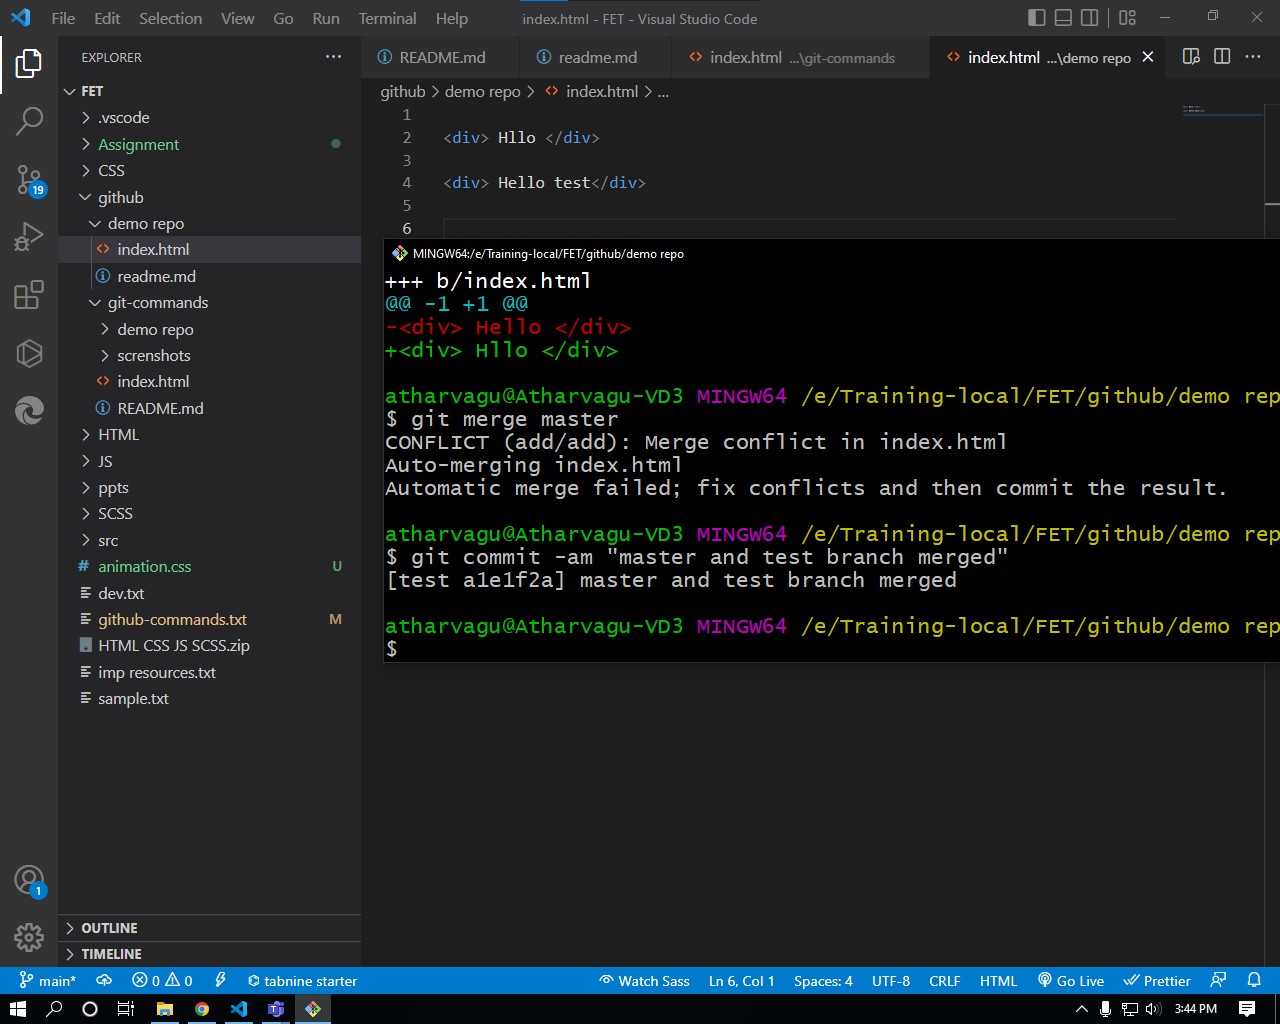 File Edit Selection View Go Run Terminal Help index.html - FET - Visual Studio Code
EXPLORER
README.md readme.md index.html ...\git-commands index.html ...\demo repo
github demo repo index.html ...
FET
.vscode
Assignment
CSS
github
demo repo
index.html
readme.md
git-commands
demo repo
screnshots
index.html
README.md
HTML
JS
ppts
SCSS
src
animation.css U
dev.txt
github-commands.txt M
HTML CSS JS SCSS.zip
imp resources.txt
sample.txt
OUTLINE
TIMELINE
19
1
1
2 <div> Hllo </div>
3
4 <div> Hello test</div>
5
6
MINGW64:/e/Training-local/FET/github/demo repo
+++ b/index.html
@@ -1 +1 @@
-<div> Hello </div>
+<div> Hllo </div>
atharvagu@Atharvagu-VD3 MINGW64 /e/Training-local/FET/github/demo rep
$ git merge master
CONFLICT (add/add): Merge conflict in index.html
Auto-merging index.html
Automatic merge failed; fix conflicts and then commit the result.
atharvagu@Atharvagu-VD3 MINGW64 /e/Training-local/FET/github/demo rep
$ git commit -am "master and test branch merged"
[test a1e1f2a] master and test branch merged
atharvagu@Atharvagu-VD3 MINGW64 /e/Training-local/FET/github/demo rep
$
main* 0 0 tabnine starter Watch Sass Ln 6, Col 1 Spaces: 4 UTF-8 CRLF HTML Go Live Prettier
3:44 PM